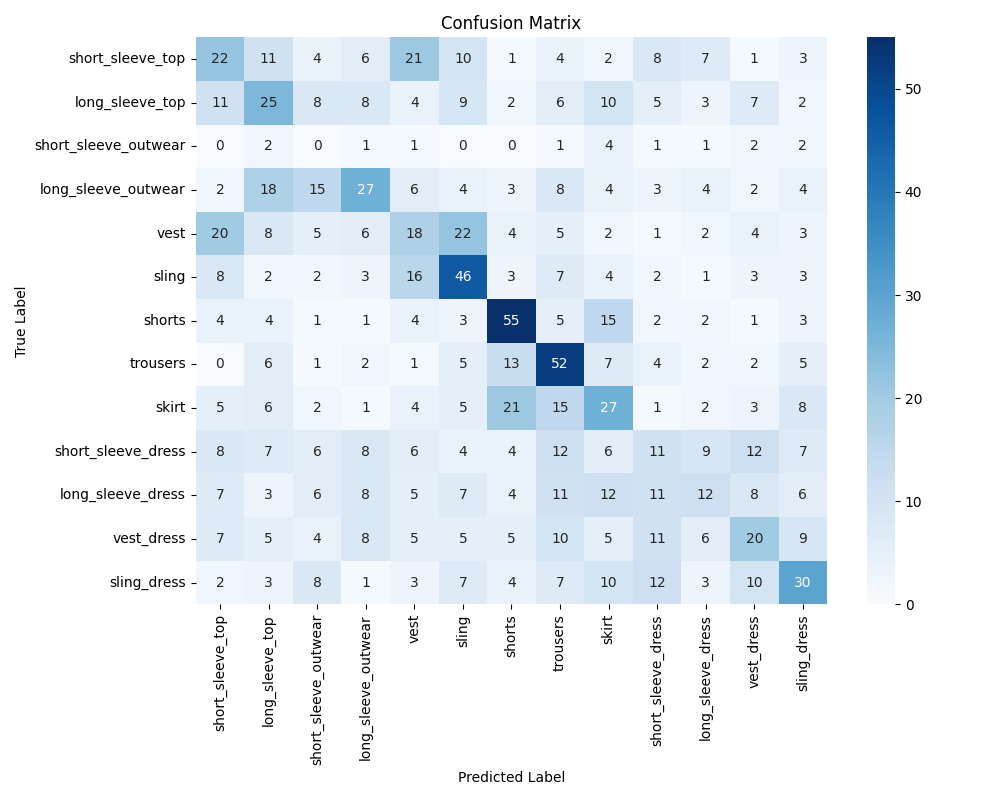 Confusion Matrix
short_sleeve_top 22 11 4 6 21 10 1 4 2 8 7 1 3
long_sleeve_top 11 25 8 8 4 9 2 6 10 5 3 7 2
short_sleeve_outwear 0 2 0 1 1 0 0 1 4 1 1 2 2
long_sleeve_outwear 2 18 15 27 6 4 3 8 4 3 4 2 4
vest 20 8 5 6 18 22 4 5 2 1 2 4 3
sling 8 2 2 3 16 46 3 7 4 2 1 3 3
shorts 4 4 1 1 4 3 55 5 15 2 2 1 3
trousers 0 6 1 2 1 5 13 52 7 4 2 2 5
skirt 5 6 2 1 4 5 21 15 27 1 2 3 8
short_sleeve_dress 8 7 6 8 6 4 4 12 6 11 9 12 7
long_sleeve_dress 7 3 6 8 5 7 4 11 12 11 12 8 6
vest_dress 7 5 4 8 5 5 5 10 5 11 6 20 9
sling_dress 2 3 8 1 3 7 4 7 10 12 3 10 30
True Label
short_sleeve_top
long_sleeve_top
short_sleeve_outwear
long_sleeve_outwear
vest
sling
shorts
trousers
skirt
short_sleeve_dress
long_sleeve_dress
vest_dress
sling_dress
Predicted Label
50
40
30
20
10
0